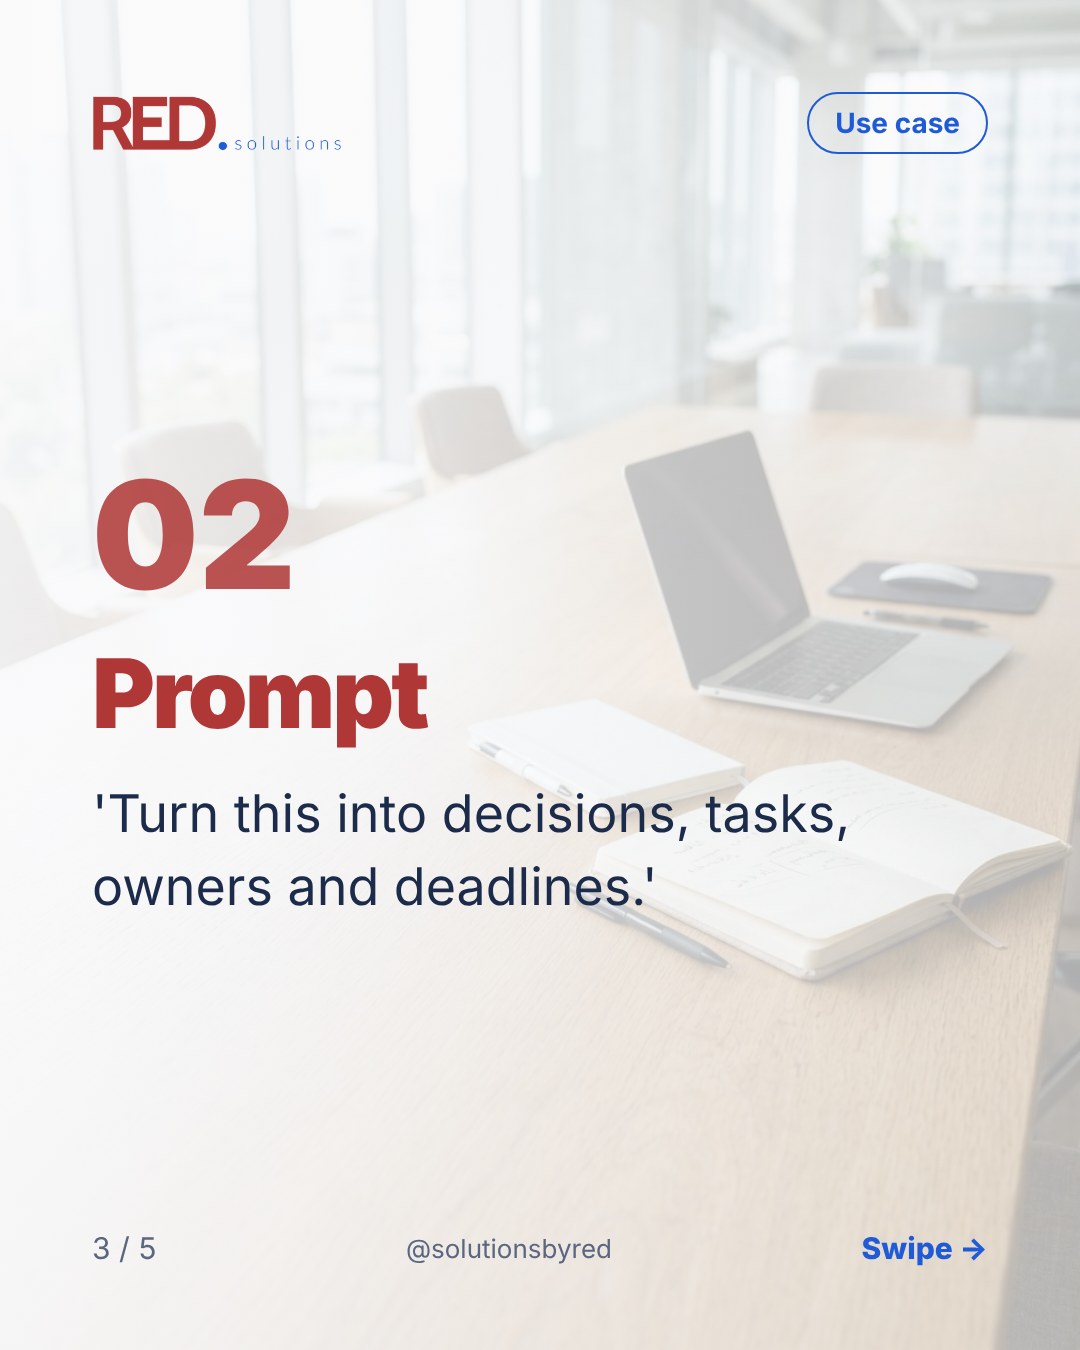 RED.solutions
Use case
02
Prompt
'Turn this into decisions, tasks,
owners and deadlines.'
3 / 5
@solutionsbyred
Swipe →